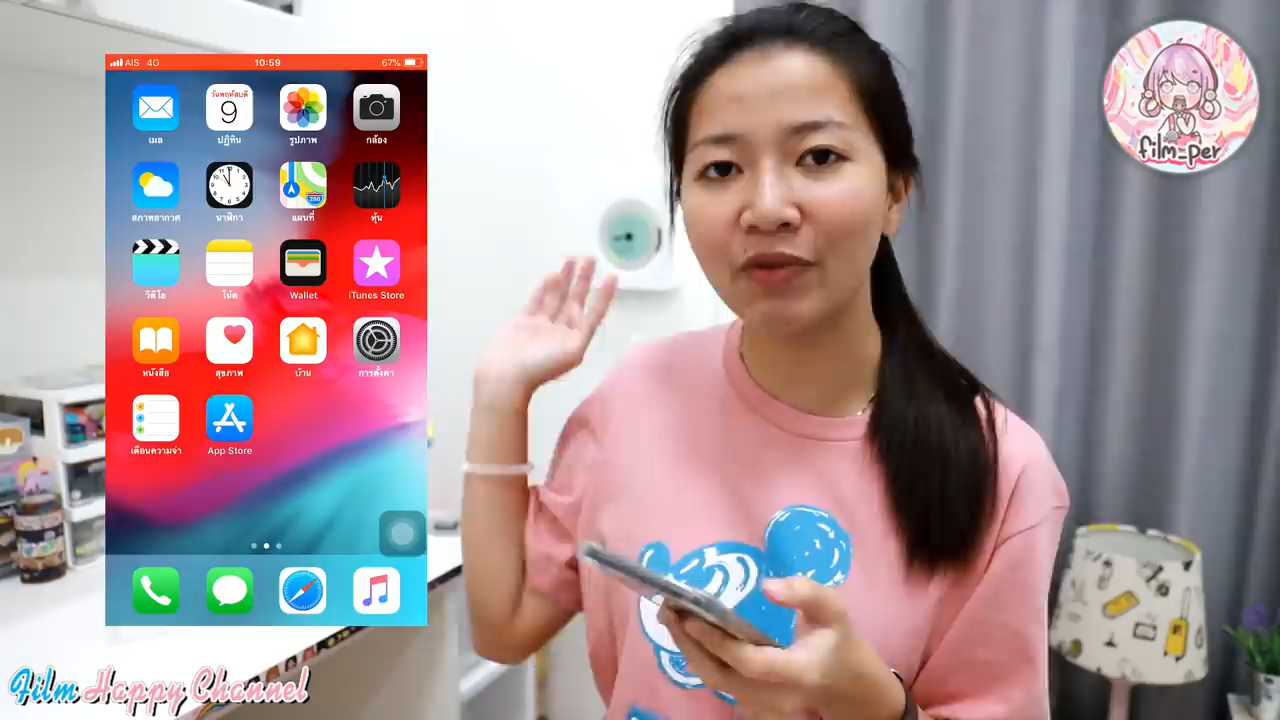 AIS 4G 10:59 67%
วันพฤหัสบดี
9
เมล ปฏิทิน รูปภาพ กล้อง
280
สภาพอากาศ นาฬิกา แผนที่ หุ้น
วิดีโอ โน้ต Wallet iTunes Store
หนังสือ สุขภาพ บ้าน การตั้งค่า
เตือนความจำ App Store
film_per
Film Happy Channel